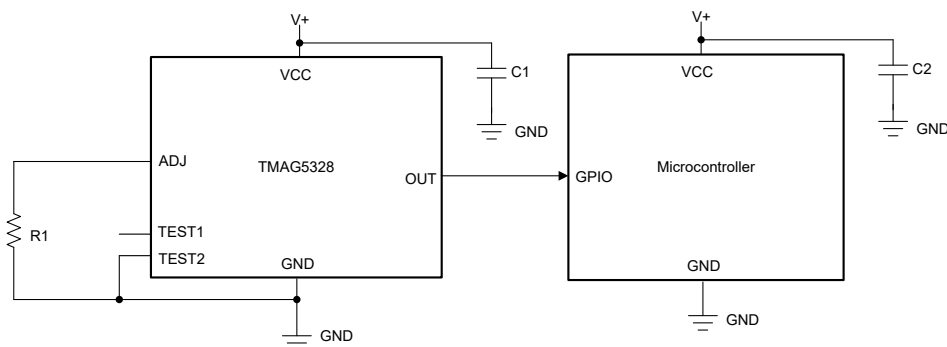 V+
V+
VCC
C1
GND
VCC
C2
GND
ADJ
TMAG5328
OUT
GPIO
Microcontroller
R1
TEST1
TEST2
GND
GND
GND
GND